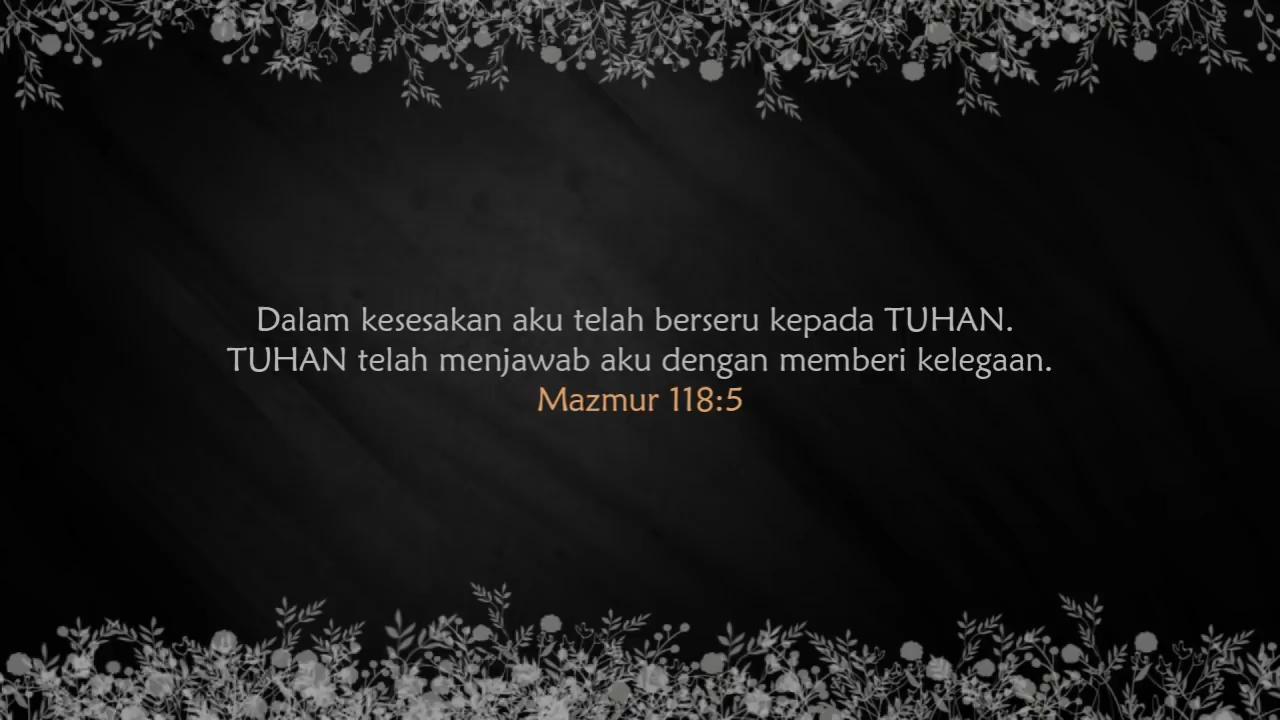 Dalam kesesakan aku telah berseru kepada TUHAN.
TUHAN telah menjawab aku dengan memberi kelegaan.
Mazmur 118:5